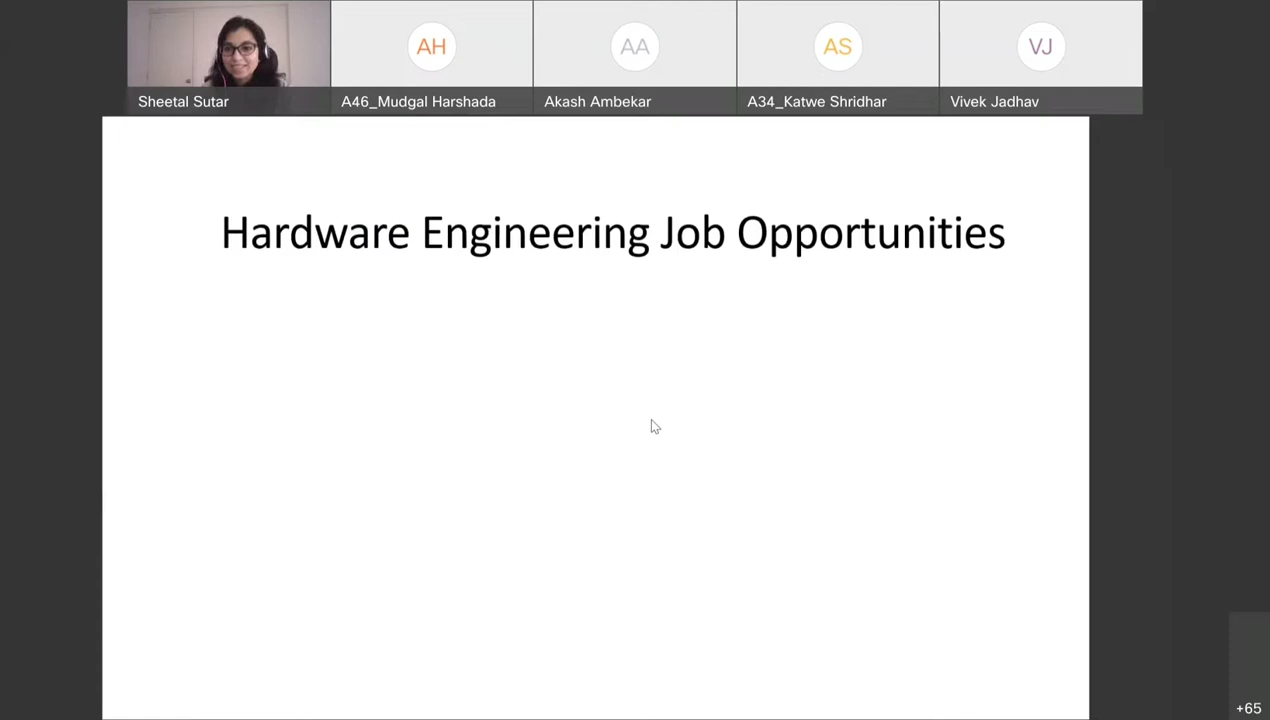 AH
AA
AS
VJ
Sheetal Sutar
A46_Mudgal Harshada
Akash Ambekar
A34_Katwe Shridhar
Vivek Jadhav
Hardware Engineering Job Opportunities
+65